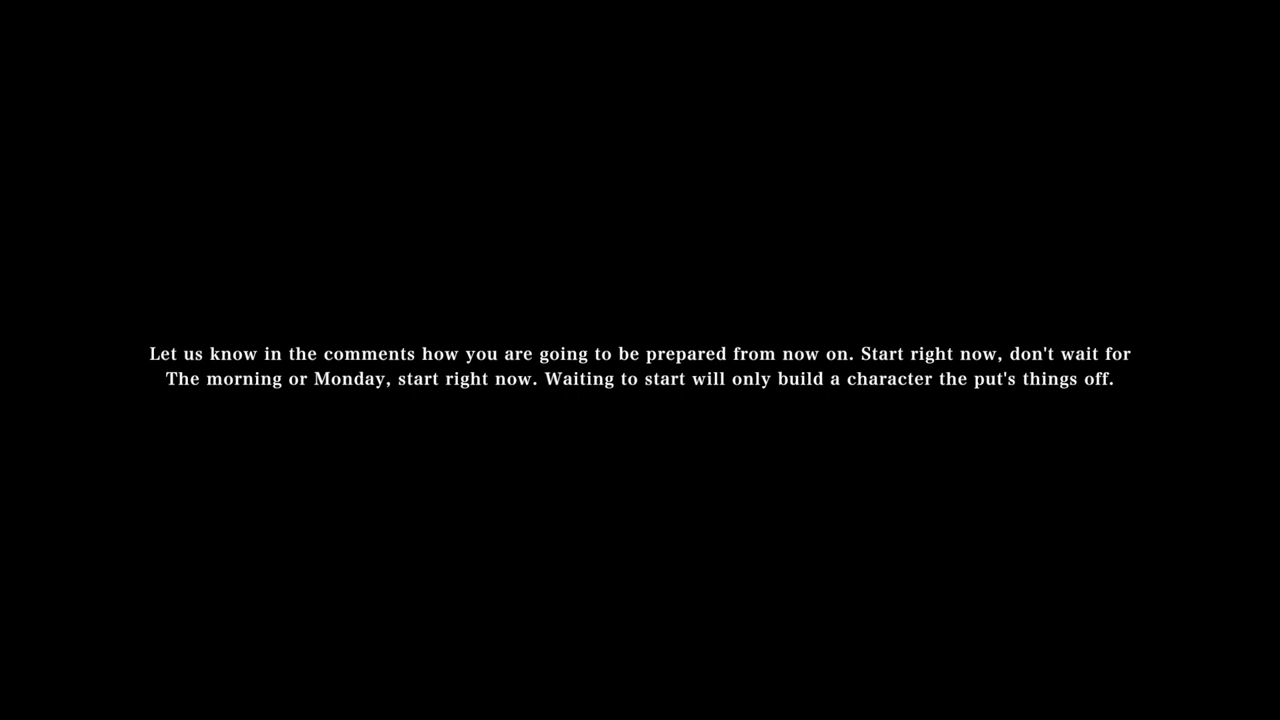 Let us know in the comments how you are going to be prepared from now on. Start right now, don't wait for
The morning or Monday, start right now. Waiting to start will only build a character the put's things off.